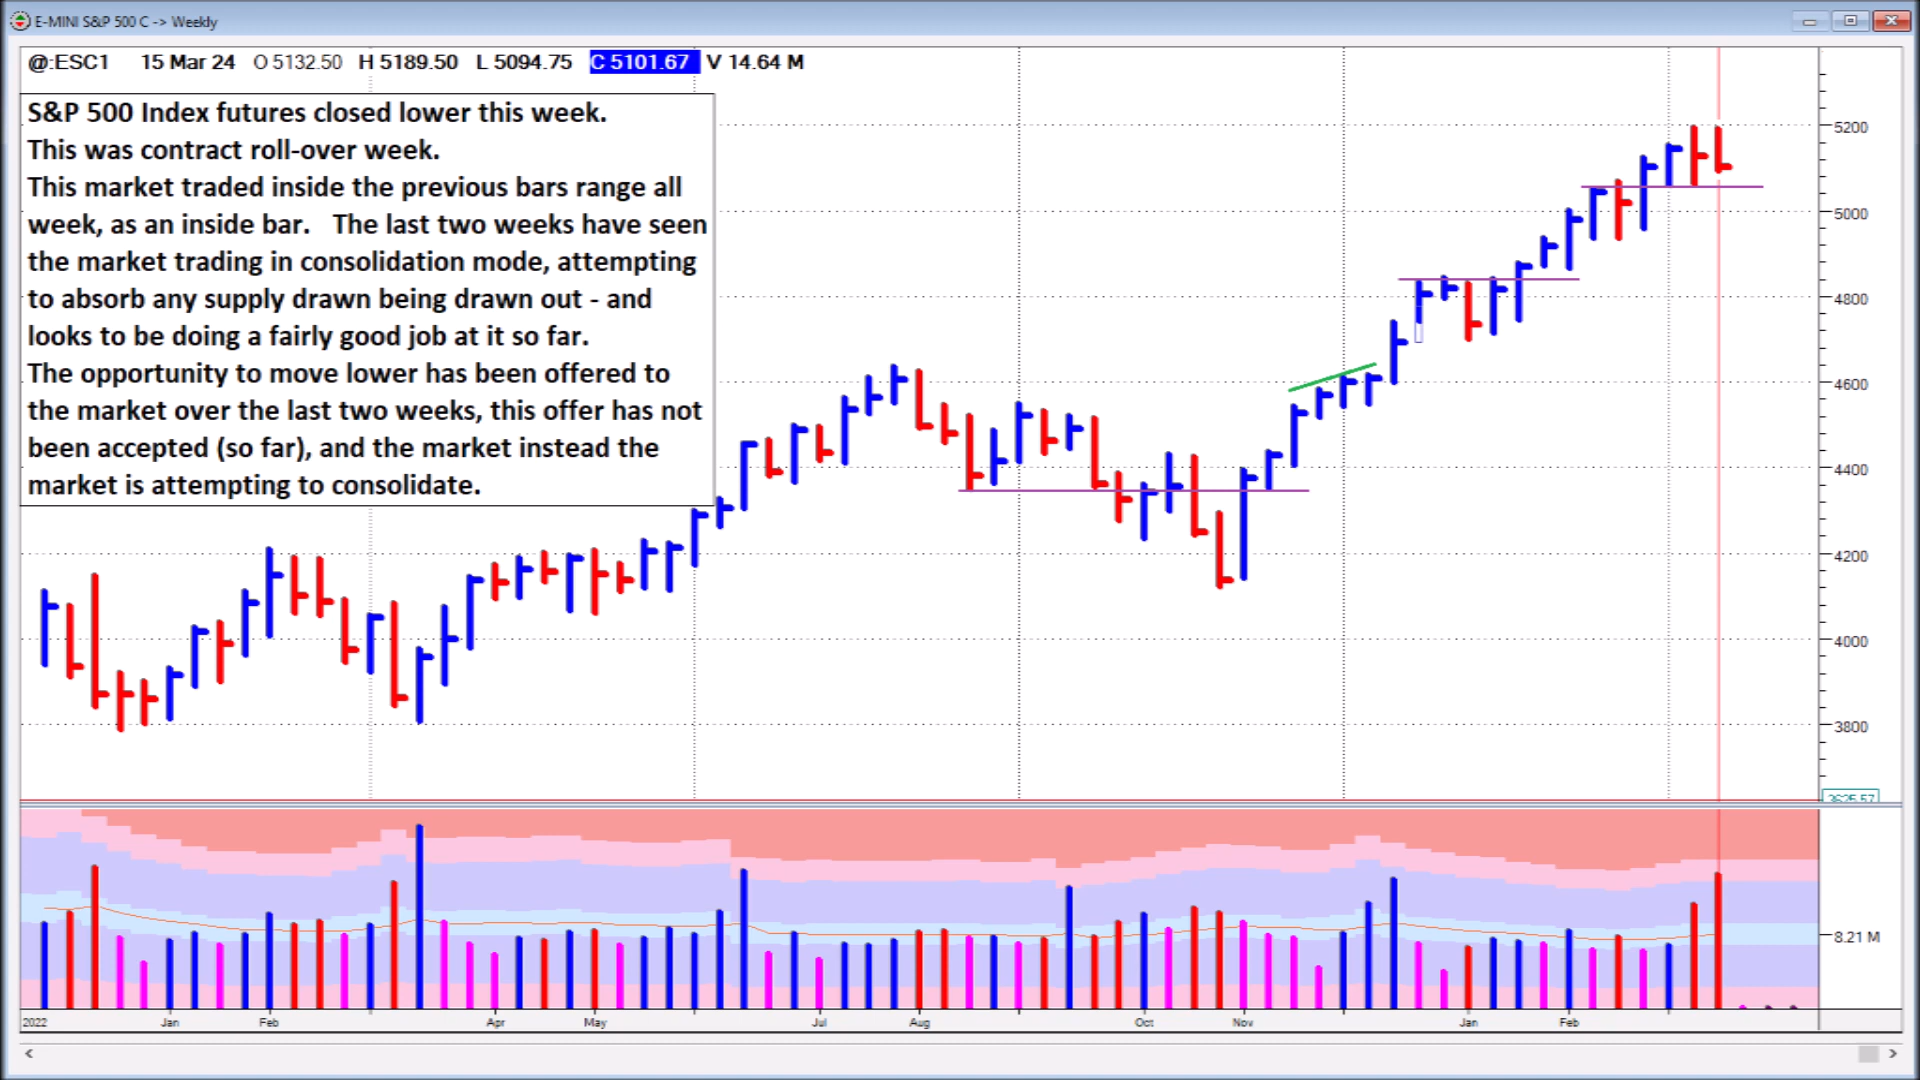 E-MINI S&P 500 C -> Weekly
@:ESC1 15 Mar 24 O 5132.50 H 5189.50 L 5094.75 C 5101.67 V 14.64 M
S&P 500 Index futures closed lower this week.
This was contract roll-over week.
This market traded inside the previous bars range all
week, as an inside bar. The last two weeks have seen
the market trading in consolidation mode, attempting
to absorb any supply drawn being drawn out - and
looks to be doing a fairly good job at it so far.
The opportunity to move lower has been offered to
the market over the last two weeks, this offer has not
been accepted (so far), and the market instead the
market is attempting to consolidate.
5200
5000
4800
4600
4400
4200
4000
3800
3625.57
8.21 M
2022 Jan Feb Apr May Jul Aug Oct Nov Jan Feb